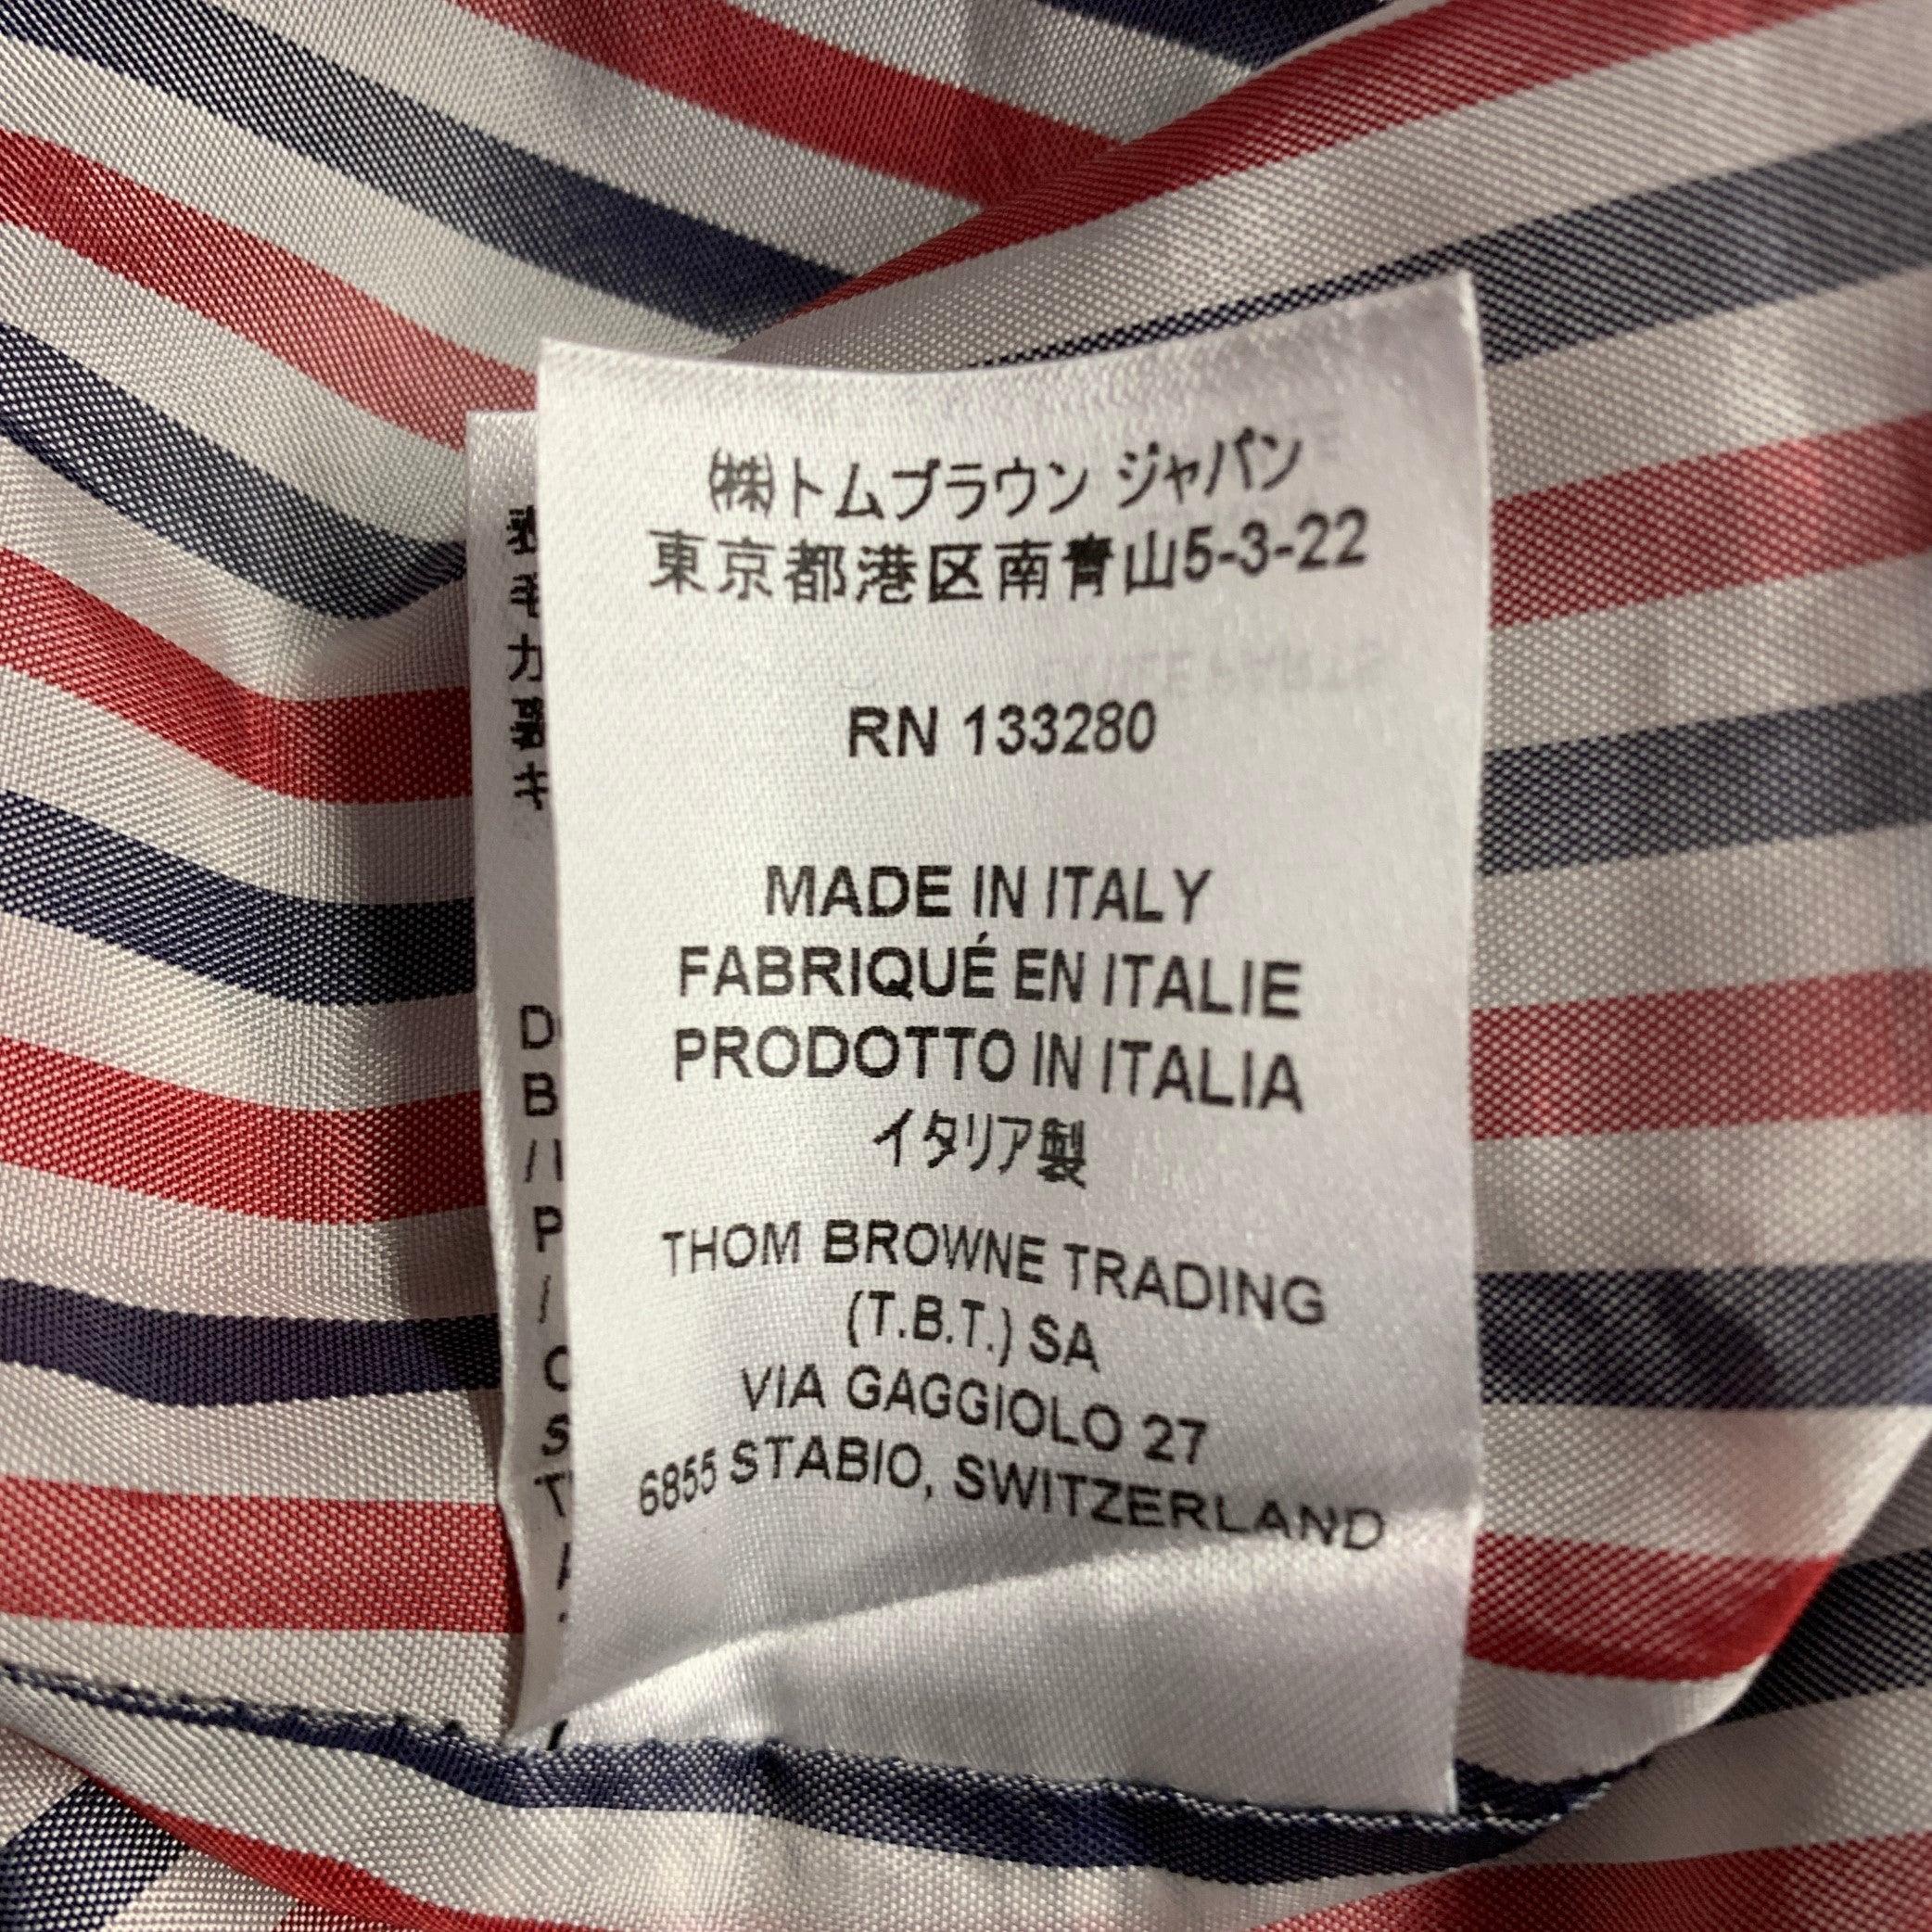 ㈱トムブラウン ジャパン
東京都港区南青山5-3-22
RN 133280
MADE IN ITALY
FABRIQUÉ EN ITALIE
PRODOTTO IN ITALIA
イタリア製
THOM BROWNE TRADING
(T.B.T.) SA
VIA GAGGIOLO 27
6855 STABIO, SWITZERLAND